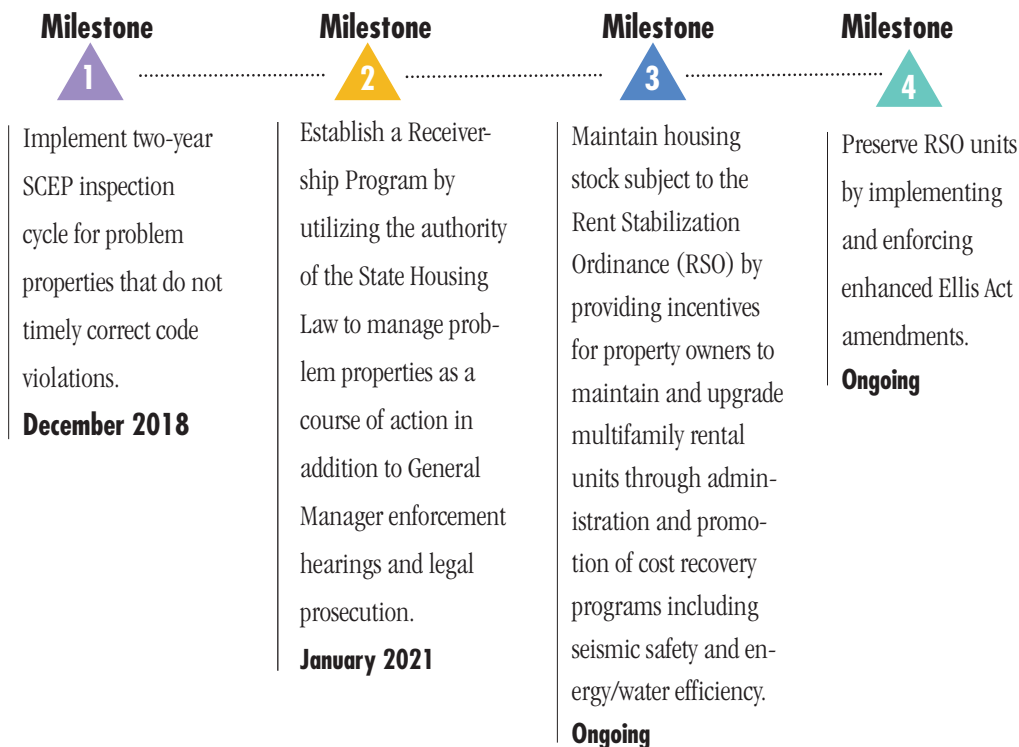 Milestone
1
Implement two-year
SCEP inspection
cycle for problem
properties that do not
timely correct code
violations.
December 2018
Milestone
2
Establish a Receiver-
ship Program by
utilizing the authority
of the State Housing
Law to manage prob-
lem properties as a
course of action in
addition to General
Manager enforcement
hearings and legal
prosecution.
January 2021
Milestone
3
Maintain housing
stock subject to the
Rent Stabilization
Ordinance (RSO) by
providing incentives
for property owners to
maintain and upgrade
multifamily rental
units through admin-
istration and promo-
tion of cost recovery
programs including
seismic safety and en-
ergy/water efficiency.
Ongoing
Milestone
4
Preserve RSO units
by implementing
and enforcing
enhanced Ellis Act
amendments.
Ongoing